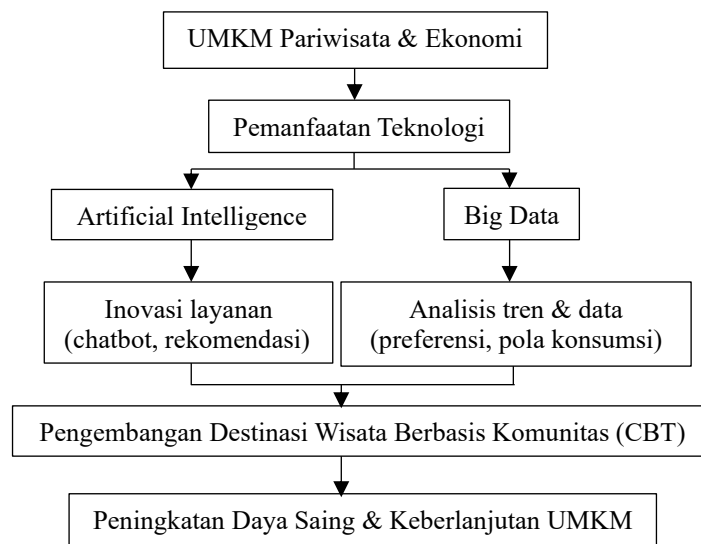 UMKM Pariwisata & Ekonomi
Pemanfaatan Teknologi
Artificial Intelligence
Big Data
Inovasi layanan
(chatbot, rekomendasi)
Analisis tren & data
(preferensi, pola konsumsi)
Pengembangan Destinasi Wisata Berbasis Komunitas (CBT)
Peningkatan Daya Saing & Keberlanjutan UMKM